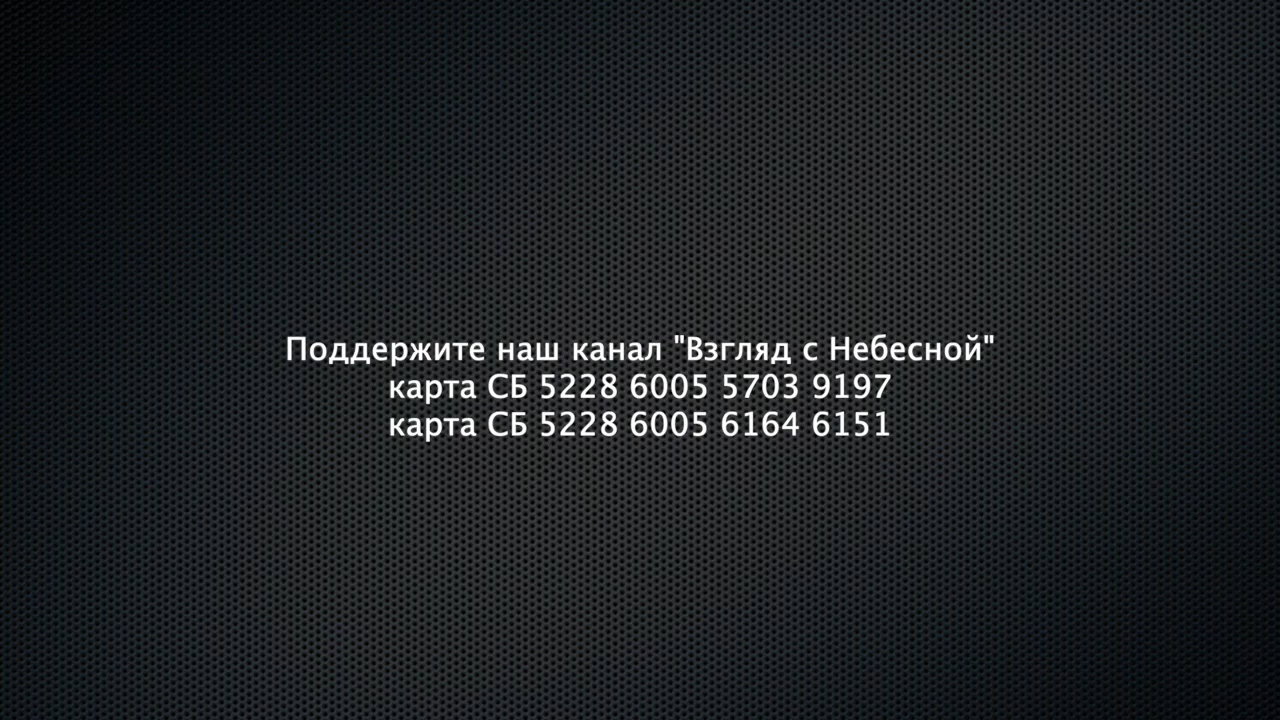 Поддержите наш канал "Взгляд с Небесной"
карта СБ 5228 6005 5703 9197
карта СБ 5228 6005 6164 6151